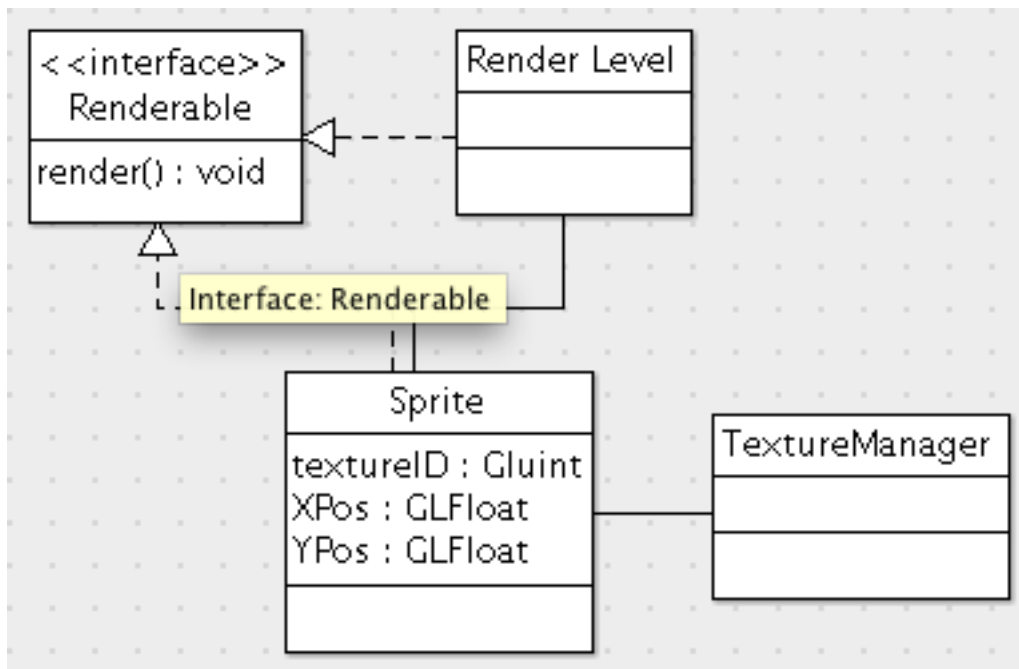 <<interface>>
Renderable
render() : void
Render Level
Interface: Renderable
Sprite
textureID : Gluint
XPos : GLFloat
YPos : GLFloat
TextureManager